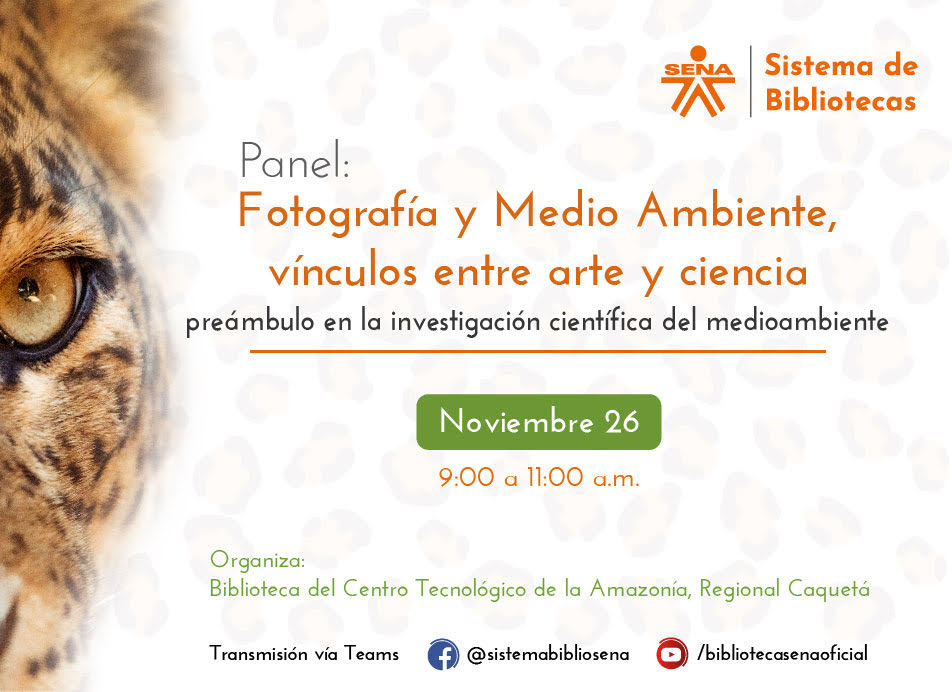 SENA
Sistema de
Bibliotecas
Panel:
Fotografía y Medio Ambiente,
vínculos entre arte y ciencia
preámbulo en la investigación científica del medioambiente
Noviembre 26
9:00 a 11:00 a.m.
Organiza:
Biblioteca del Centro Tecnológico de la Amazonía, Regional Caquetá
Transmisión vía Teams @sistemabibliosena /bibliotecasenaoficial